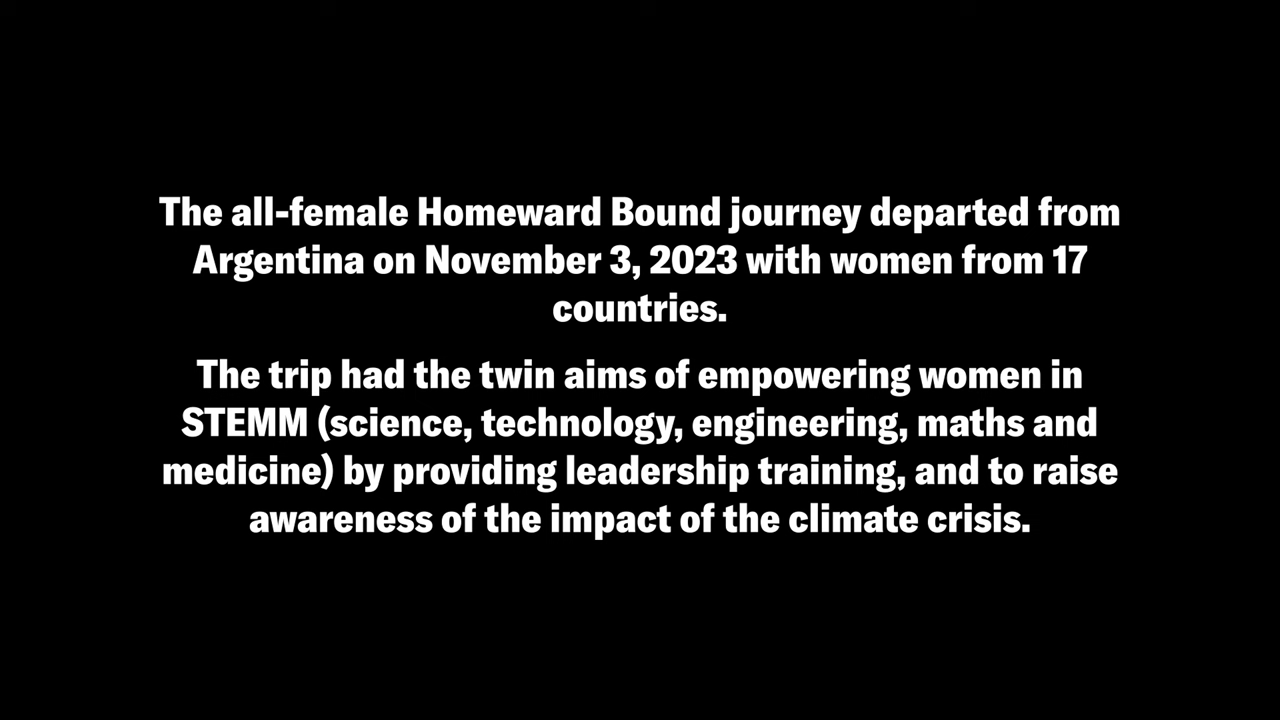 The all-female Homeward Bound journey departed from
Argentina on November 3, 2023 with women from 17
countries.
The trip had the twin aims of empowering women in
STEMM (science, technology, engineering, maths and
medicine) by providing leadership training, and to raise
awareness of the impact of the climate crisis.